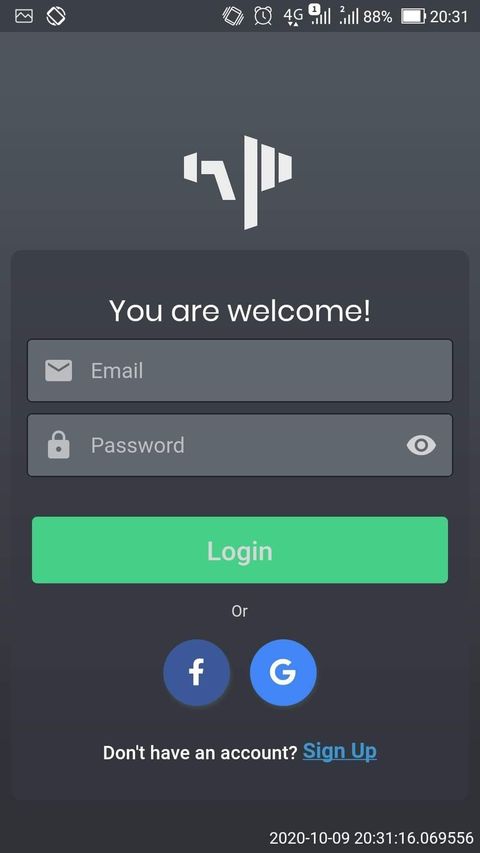 4G 1 2 88% 20:31
You are welcome!
Email
Password
Login
Or
f G
Don't have an account? Sign Up
2020-10-09 20:31:16.069556